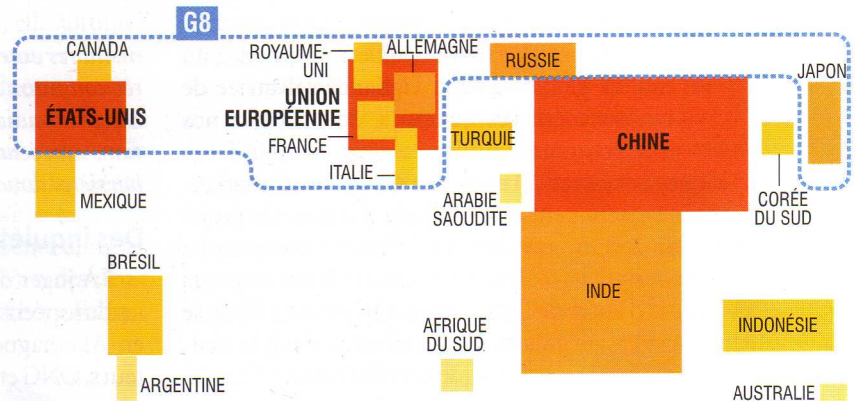 G8
CANADA
ÉTATS-UNIS
MEXIQUE
BRÉSIL
ARGENTINE
ROYAUME-
UNI
ALLEMAGNE
UNION
EUROPÉENNE
FRANCE
ITALIE
RUSSIE
TURQUIE
ARABIE
SAOUDITE
AFRIQUE
DU SUD
CHINE
INDE
JAPON
CORÉE
DU SUD
INDONÉSIE
AUSTRALIE